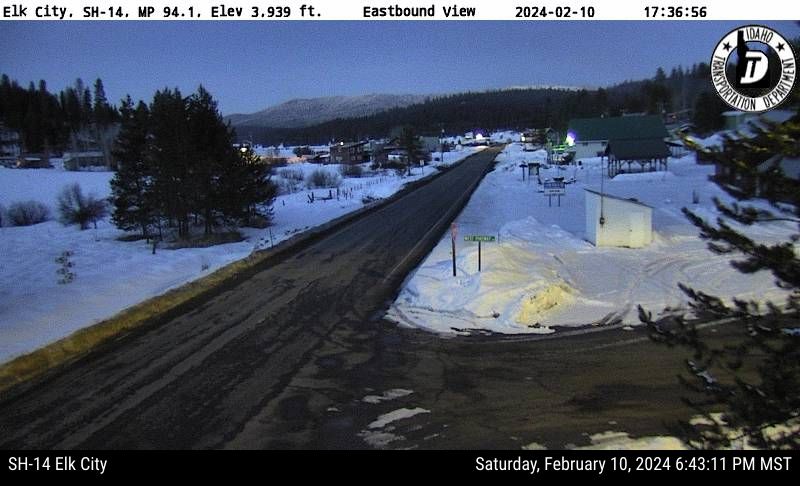 Elk City, SH-14, MP 94.1, Elev 3,939 ft. Eastbound View 2024-02-10 17:36:56
IDAHO
TRANSPORTATION DEPARTMENT
SH-14 Elk City Saturday, February 10, 2024 6:43:11 PM MST